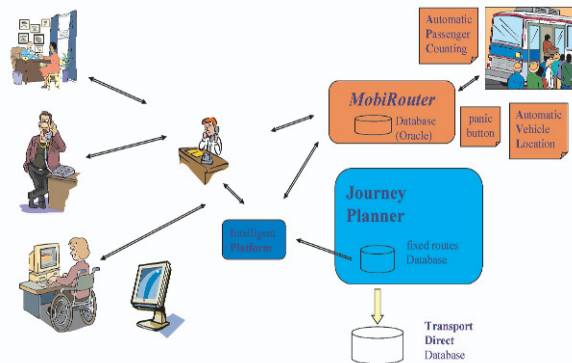 Automatic
Passenger
Counting
MobiRouter
Database
(Oracle)
panic
button
Automatic
Vehicle
Location
Journey
Planner
fixed routes
Database
Intelligent
Platform
Transport
Direct
Database